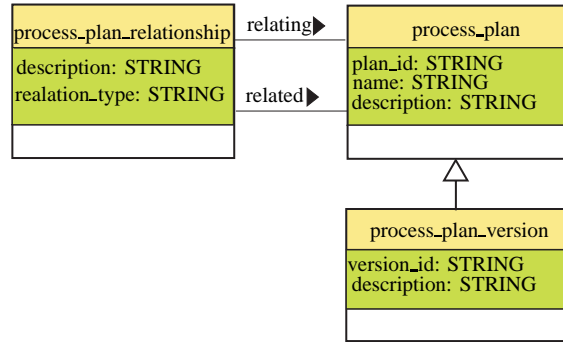 process_plan_relationship
description: STRING
realation_type: STRING
relating▶
related▶
process_plan
plan_id: STRING
name: STRING
description: STRING
process_plan_version
version_id: STRING
description: STRING